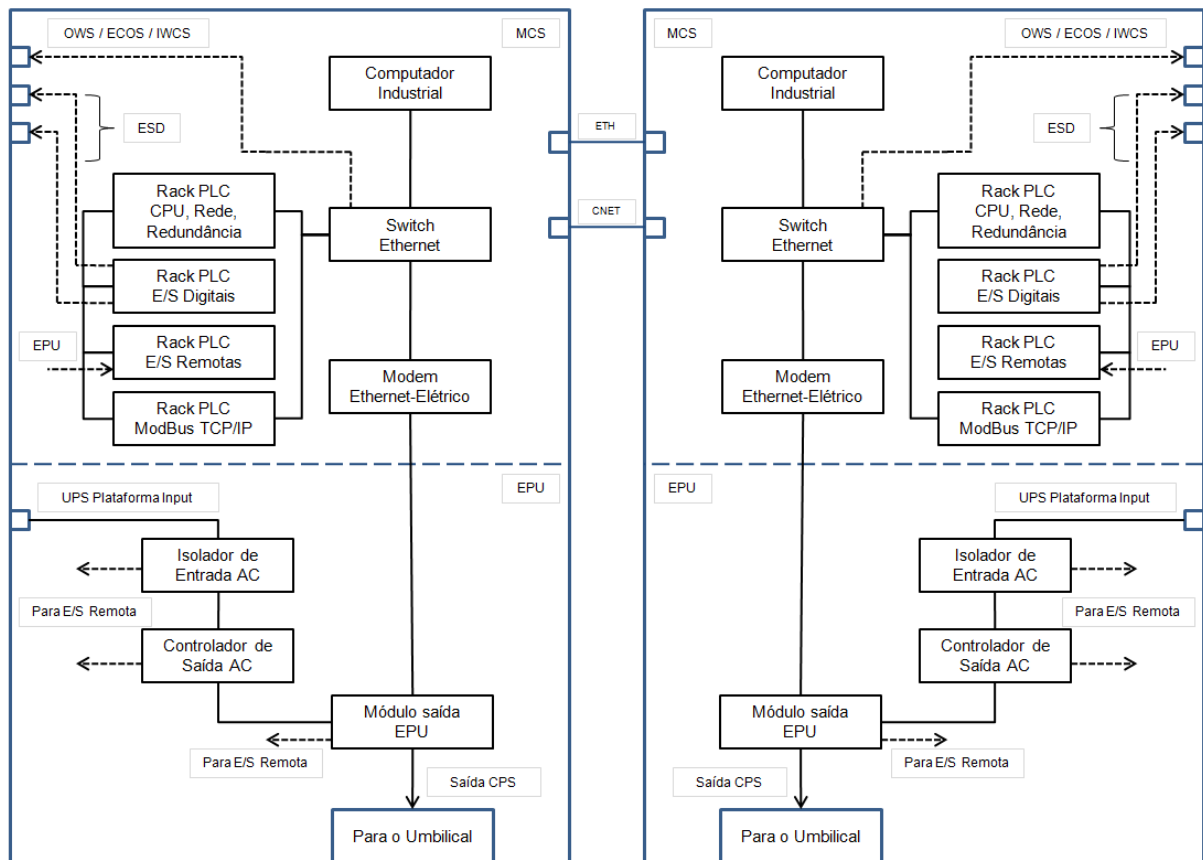 OWS / ECOS / IWCS
MCS
Computador
Industrial
ESD
Rack PLC
CPU, Rede,
Redundância
Switch
Ethernet
Rack PLC
E/S Digitais
EPU
Rack PLC
E/S Remotas
Modem
Ethernet-Elétrico
Rack PLC
ModBus TCP/IP
EPU
UPS Plataforma Input
Isolador de
Entrada AC
Para E/S Remota
Controlador de
Saída AC
Módulo saída
EPU
Para E/S Remota
Saída CPS
Para o Umbilical
ETH
CNET
MCS
OWS / ECOS / IWCS
Computador
Industrial
ESD
Switch
Ethernet
Rack PLC
CPU, Rede,
Redundância
Rack PLC
E/S Digitais
Rack PLC
E/S Remotas
EPU
Modem
Ethernet-Elétrico
Rack PLC
ModBus TCP/IP
EPU
UPS Plataforma Input
Isolador de
Entrada AC
Para E/S Remota
Controlador de
Saída AC
Módulo saída
EPU
Para E/S Remota
Saída CPS
Para o Umbilical